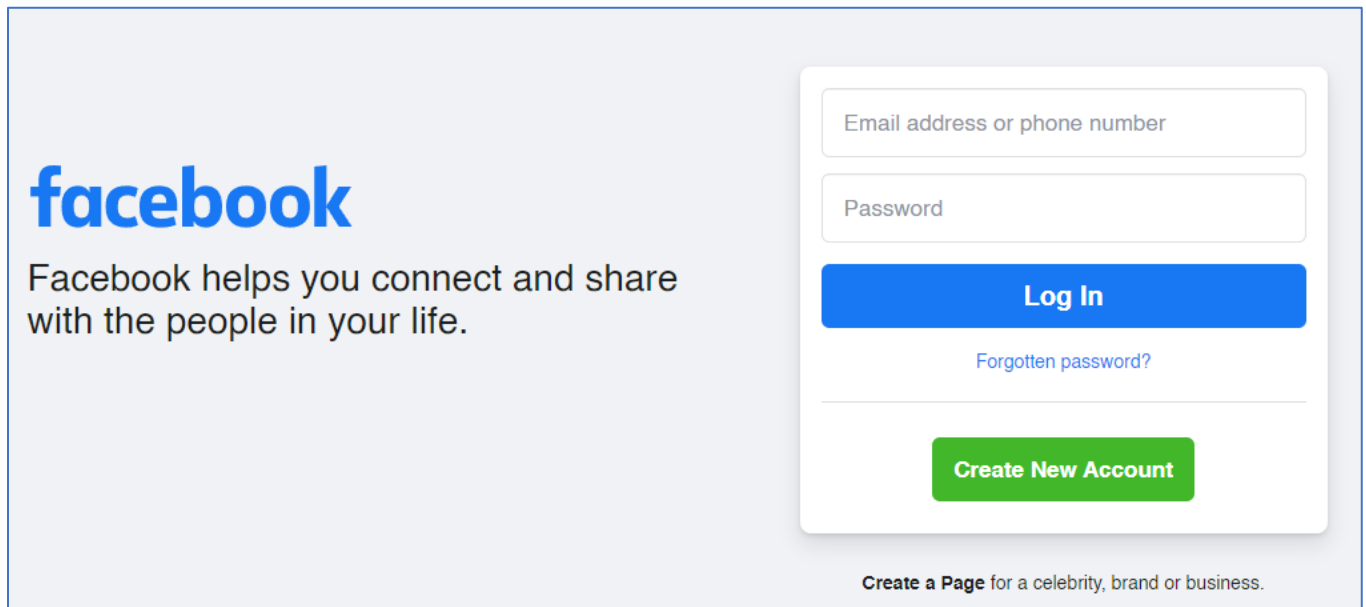 facebook
Facebook helps you connect and share
with the people in your life.
Email address or phone number
Password
Log In
Forgotten password?
Create New Account
Create a Page for a celebrity, brand or business.